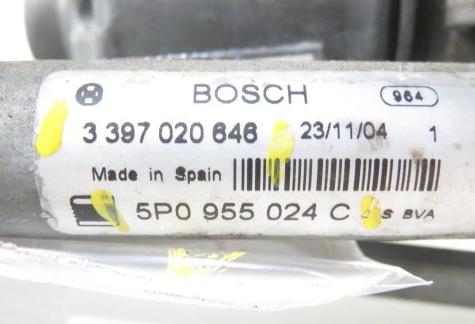 BOSCH 964
3 397 020 646 23/11/04 1
Made in Spain
5P0 955 024 C S BVA